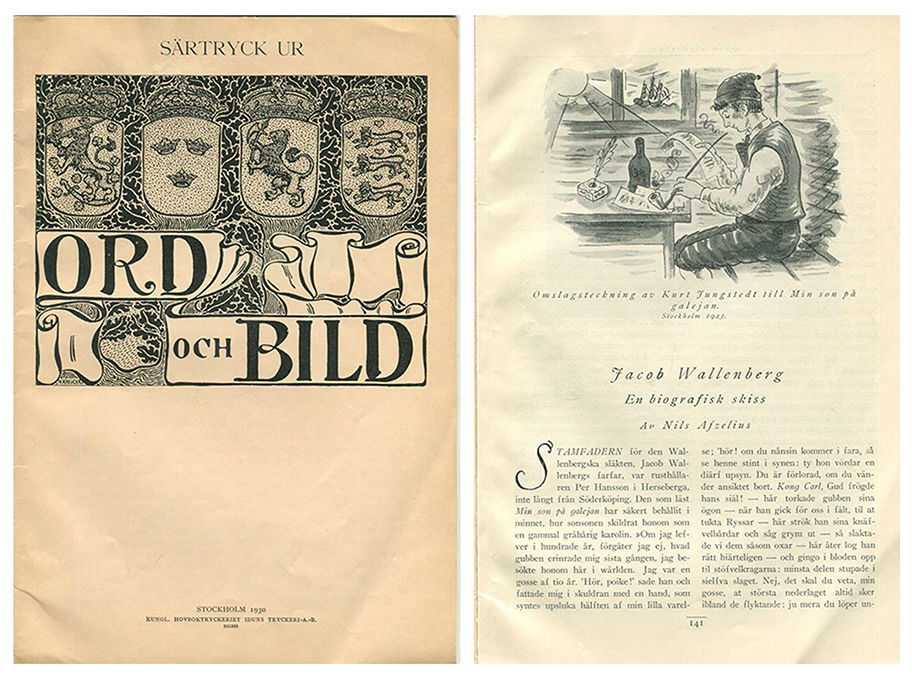 SÄRTRYCK UR
ORD
OCH BILD
STOCKHOLM 1930
KUNGL. HOVBOKTRYCKERIET IDUNS TRYCKERI-A.-B.
Omslagsteckning av Kurt Jungstedt till Min son på
galejan.
Stockholm 1923.
Jacob Wallenberg
En biografisk skiss
Av Nils Afzelius
STAMFADERN för den Wal-
lenbergska släkten, Jacob Wal-
lenbergs farfar, var rusthålla-
ren Per Hansson i Herseberga,
inte långt från Söderköping. Den som läst
Min son på galejan har säkert behållit i
minnet, hur sonsonen skildrat honom som
en gammal gråhårig karolin. »Om jag lef-
ver i hundrade år, förgäter jag ej, hvad
gubben erinrade mig sista gången, jag be-
sökte honom här i wärlden. Jag var en
gosse af tio år. 'Hör, poike!' sade han och
fattade mig i skuldran med en hand, som
syntes upsluka hälften af min lilla varel-
se; 'hör! om du nånsin kommer i fara, så
se henne stint i synen: ty hon vördar en
diärf upsyn. Du är förlorad, om du vän-
der ansiktet bort. Kong Carl, Gud frögde
hans siäl! — här torkade gubben sina
ögon — när han gick för oss i fält, til at
tukta Ryssar — här strök han sina knäf-
velbårdar och såg grym ut — så slakta-
de vi dem såsom oxar — här åter log han
rätt hiärteligen — och gingo i bloden opp
til stöfvelkragarna: minsta delen stupade i
sielfva slaget. Nej, det skal du veta, min
gosse, at största nederlaget altid sker
ibland de flyktande: ju mera du löper un-
141